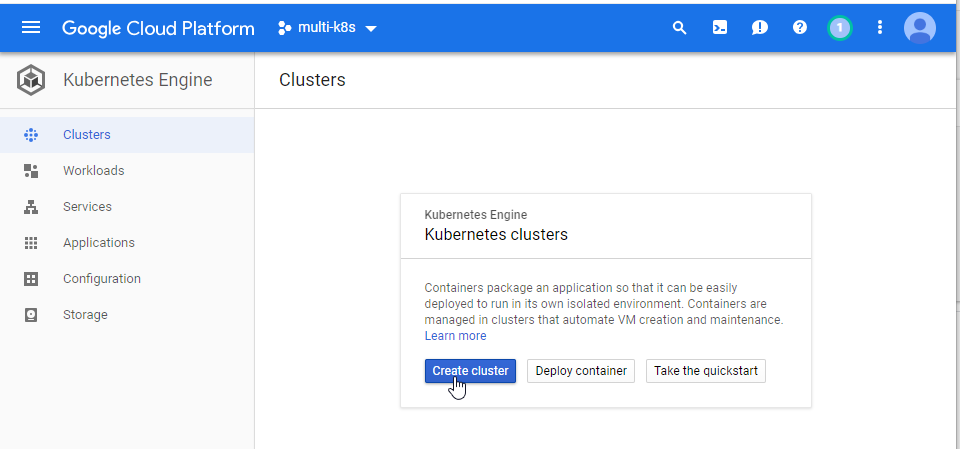 Google Cloud Platform multi-k8s 1
Kubernetes Engine
Clusters
Clusters
Workloads
Services
Applications
Configuration
Storage
Kubernetes Engine
Kubernetes clusters
Containers package an application so that it can be easily
deployed to run in its own isolated environment. Containers are
managed in clusters that automate VM creation and maintenance.
Learn more
Create cluster Deploy container Take the quickstart